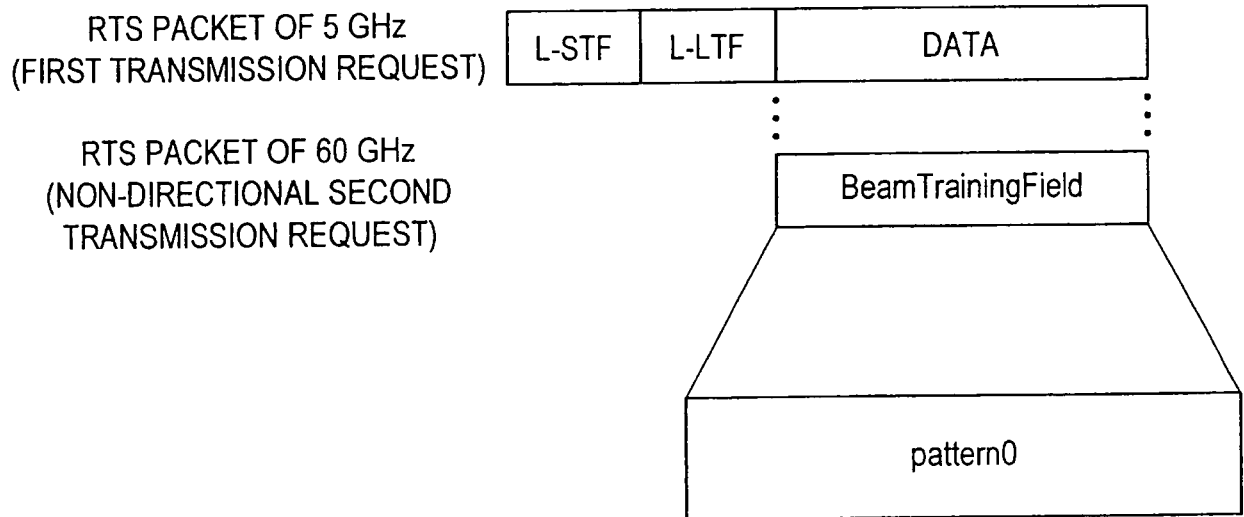 RTS PACKET OF 5 GHz
(FIRST TRANSMISSION REQUEST)
L-STF
L-LTF
DATA
RTS PACKET OF 60 GHz
(NON-DIRECTIONAL SECOND
TRANSMISSION REQUEST)
BeamTrainingField
pattern0